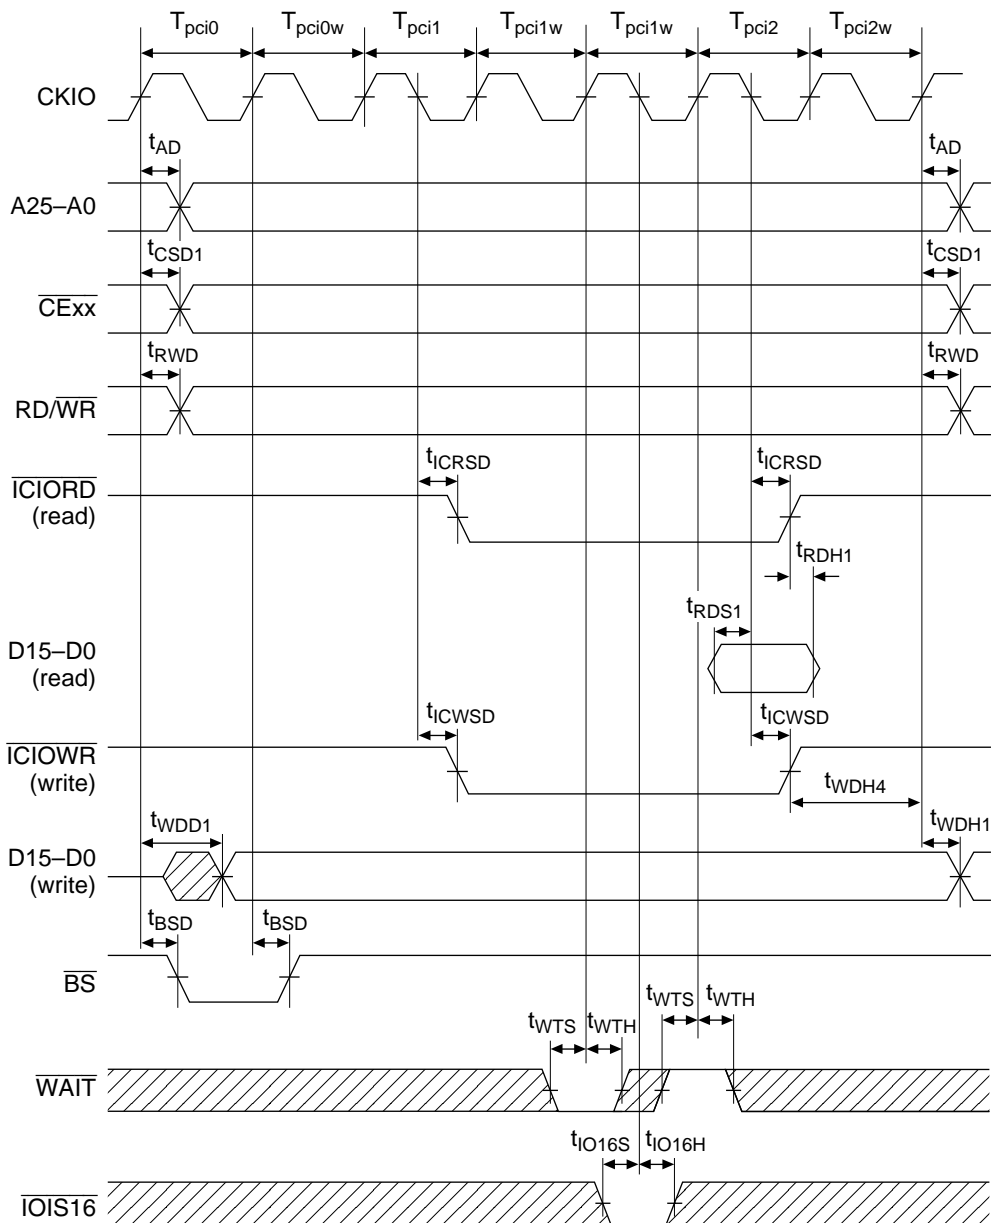 Tpci0 Tpci0w Tpci1 Tpci1w Tpci1w Tpci2 Tpci2w
CKIO
tAD tAD
A25–A0
tCSD1 tCSD1
CExx
tRWD tRWD
RD/WR
tICRSD tICRSD
ICIORD
(read)
tRDH1
tRDS1
D15–D0
(read)
tICWSD tICWSD
ICIOWR
(write)
tWDH4
tWDD1 tWDH1
D15–D0
(write)
tBSD tBSD
BS
tWTS tWTH tWTS tWTH
WAIT
tIO16S tIO16H
IOIS16